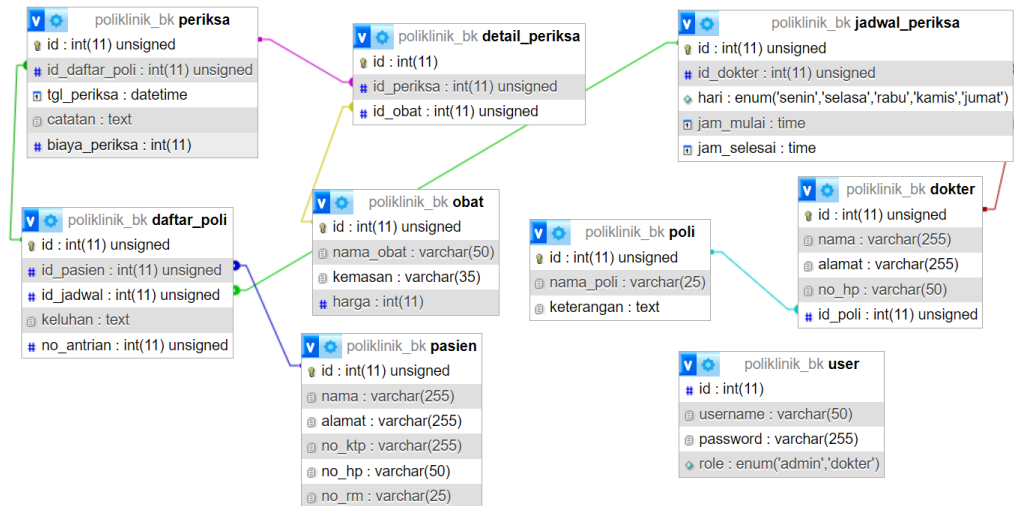 poliklinik_bk periksa
id : int(11) unsigned
id_daftar_poli : int(11) unsigned
tgl_periksa : datetime
catatan : text
biaya_periksa : int(11)
poliklinik_bk detail_periksa
id : int(11)
id_periksa : int(11) unsigned
id_obat : int(11) unsigned
poliklinik_bk jadwal_periksa
id : int(11) unsigned
id_dokter : int(11) unsigned
hari : enum('senin','selasa','rabu','kamis','jumat')
jam_mulai : time
jam_selesai : time
poliklinik_bk daftar_poli
id : int(11) unsigned
id_pasien : int(11) unsigned
id_jadwal : int(11) unsigned
keluhan : text
no_antrian : int(11) unsigned
poliklinik_bk obat
id : int(11) unsigned
nama_obat : varchar(50)
kemasan : varchar(35)
harga : int(11)
poliklinik_bk poli
id : int(11) unsigned
nama_poli : varchar(25)
keterangan : text
poliklinik_bk dokter
id : int(11) unsigned
nama : varchar(255)
alamat : varchar(255)
no_hp : varchar(50)
id_poli : int(11) unsigned
poliklinik_bk pasien
id : int(11) unsigned
nama : varchar(255)
alamat : varchar(255)
no_ktp : varchar(255)
no_hp : varchar(50)
no_rm : varchar(25)
poliklinik_bk user
id : int(11)
username : varchar(50)
password : varchar(255)
role : enum('admin','dokter')